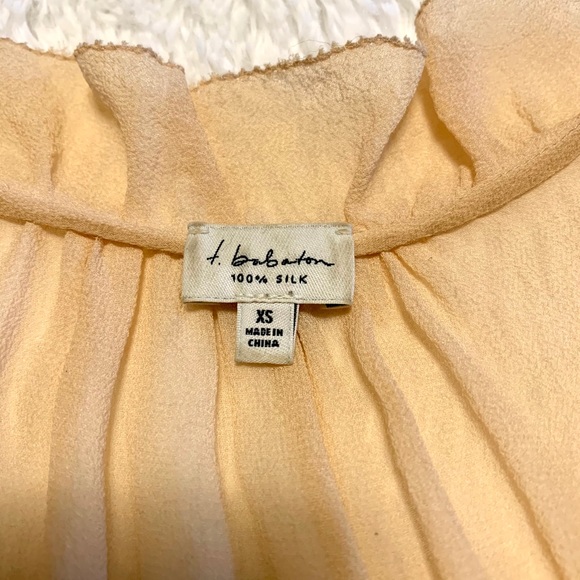 t. babaton
100% SILK
XS
MADE IN
CHINA